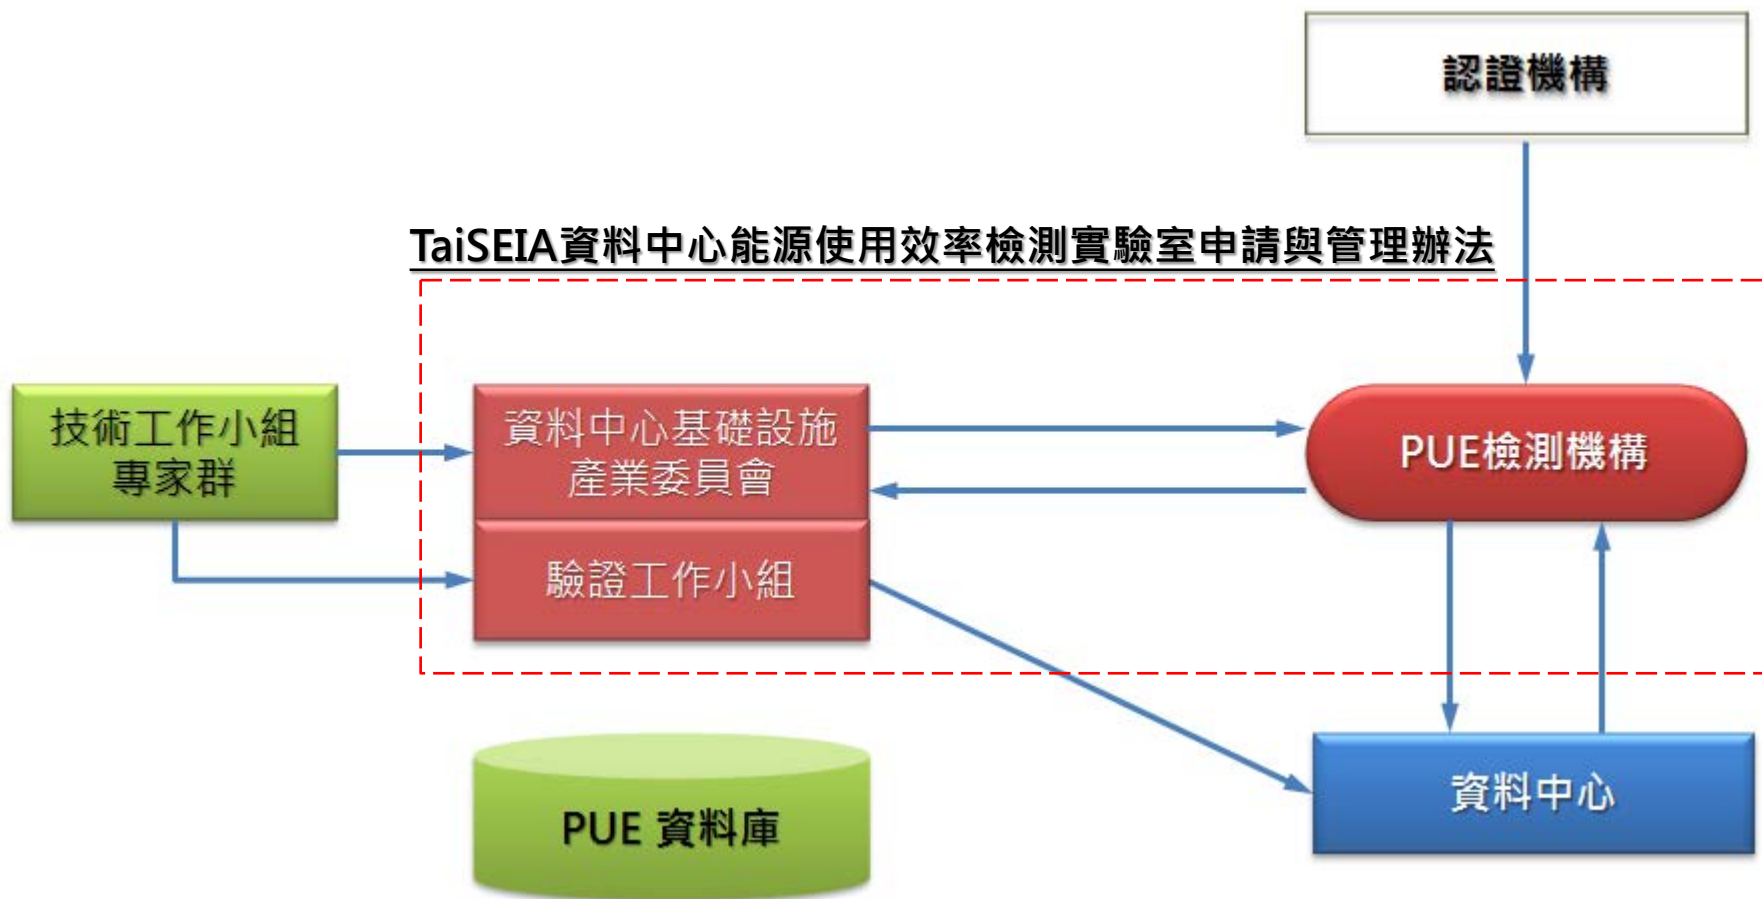 認證機構
TaiSEIA資料中心能源使用效率檢測實驗室申請與管理辦法
技術工作小組
專家群
資料中心基礎設施
產業委員會
PUE檢測機構
驗證工作小組
PUE 資料庫
資料中心